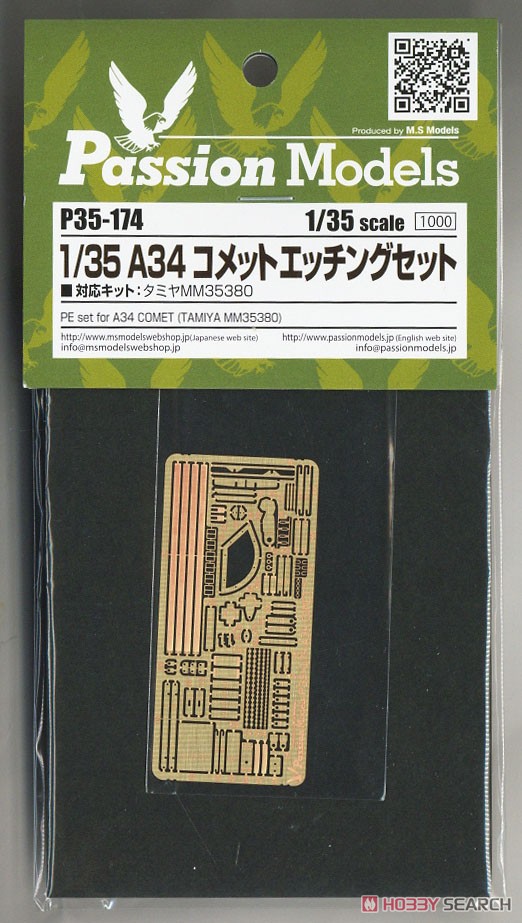 Produced by M.S Models
Passion Models
P35-174 1/35 scale 1000
1/35 A34 コメットエッチングセット
■ 対応キット：タミヤMM35380
PE set for A34 COMET (TAMIYA MM35380)
http://www.msmodelswebshop.jp(Japanese web site) http://www.passionmodels.jp(English web site)
info@msmodelswebshop.jp info@passionmodels.jp
HOBBY SEARCH